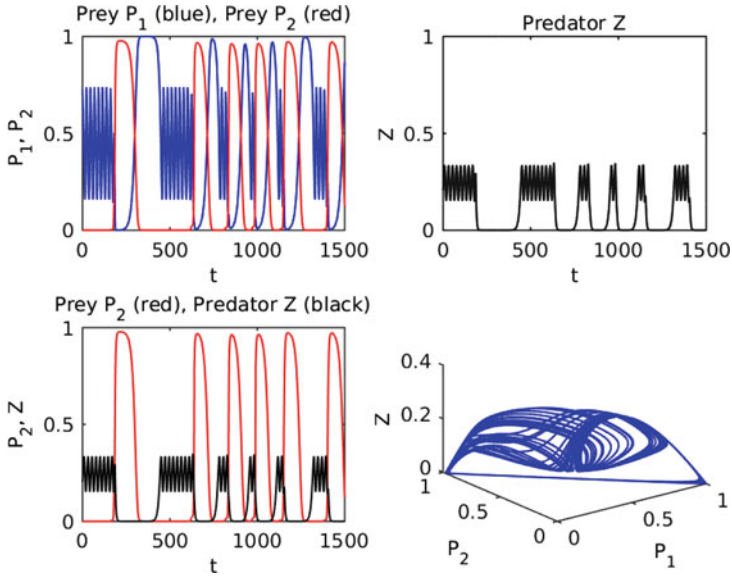 Prey P₁ (blue), Prey P₂ (red)
1
0.5
0
P₁, P₂
0 500 1000 1500
t
Predator Z
1
0.5
0
Z
0 500 1000 1500
t
Prey P₂ (red), Predator Z (black)
1
0.5
0
P₂, Z
0 500 1000 1500
t
0.4
0.2
0
Z
1
0.5
0
P₂
0
0.5
1
P₁